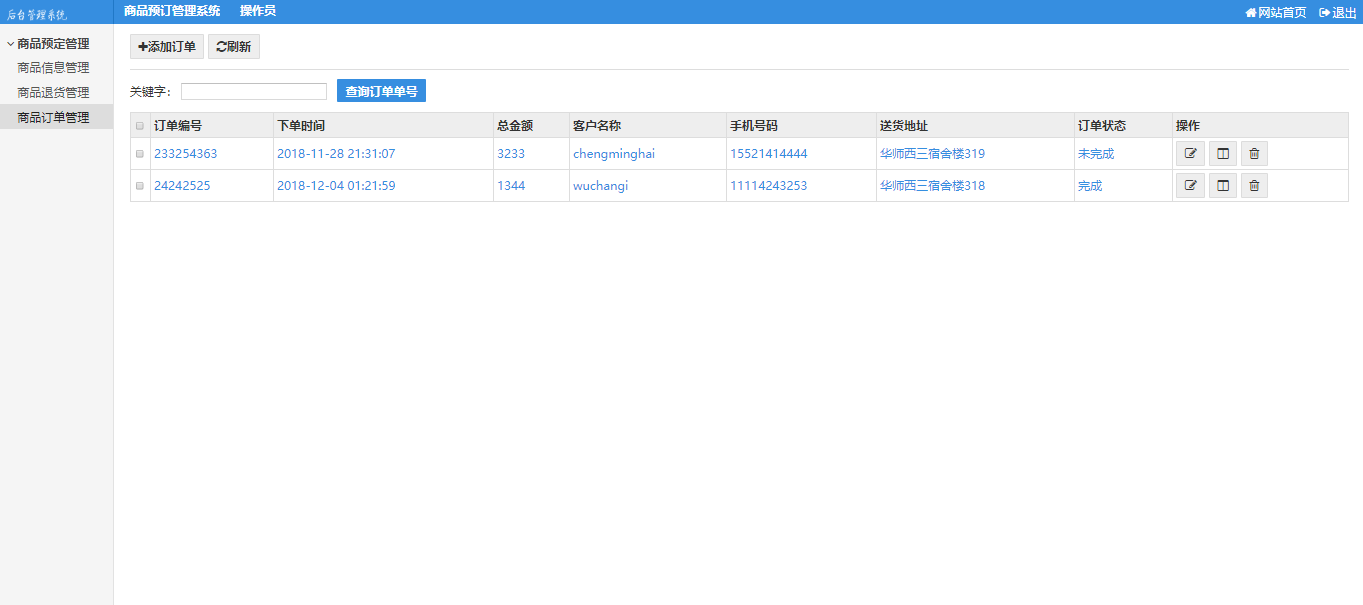 后台管理系统 商品预订管理系统 操作员 网站首页 退出
商品预定管理
商品信息管理
商品退货管理
商品订单管理
添加订单 刷新
关键字： 查询订单单号
订单编号 下单时间 总金额 客户名称 手机号码 送货地址 订单状态 操作
233254363 2018-11-28 21:31:07 3233 chengminghai 15521414444 华师西三宿舍楼319 未完成
24242525 2018-12-04 01:21:59 1344 wuchangi 11114243253 华师西三宿舍楼318 完成